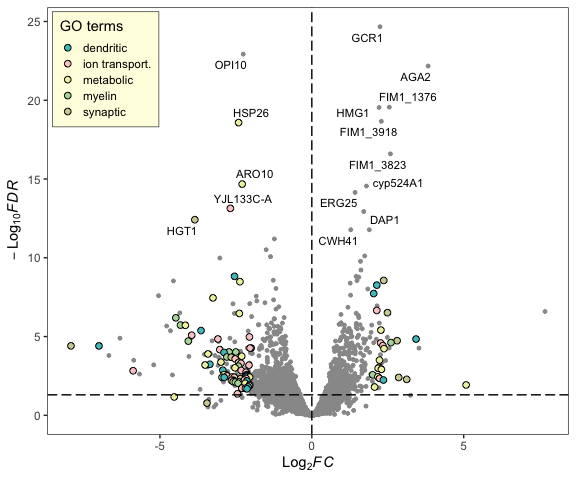 GO terms
dendritic
ion transport.
metabolic
myelin
synaptic
GCR1
OPI10
AGA2
FIM1_1376
HSP26
HMG1
FIM1_3918
FIM1_3823
ARO10
cyp524A1
YJL133C-A
ERG25
HGT1
DAP1
CWH41
25
20
15
10
5
0
− Log10FDR
-5 0 5
Log2FC